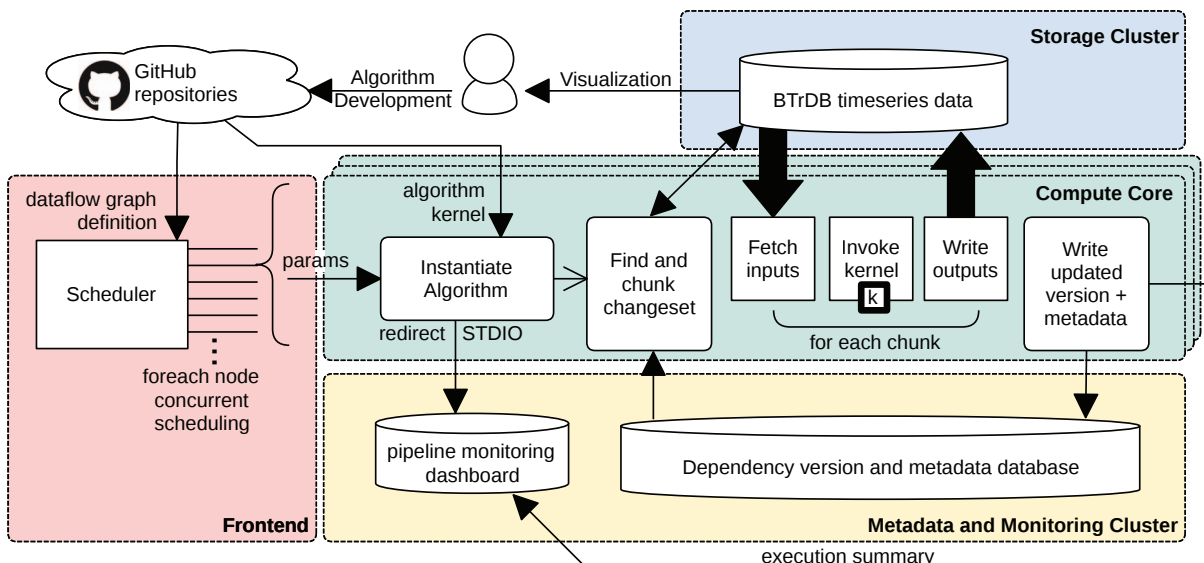 Storage Cluster
GitHub
repositories
Algorithm
Development
Visualization
BTrDB timeseries data
dataflow graph
definition
algorithm
kernel
Compute Core
Scheduler
params
Instantiate
Algorithm
Find and
chunk
changeset
Fetch
inputs
Invoke
kernel
k
Write
outputs
Write
updated
version +
metadata
redirect
STDIO
for each chunk
foreach node
concurrent
scheduling
pipeline monitoring
dashboard
Dependency version and metadata database
Frontend
Metadata and Monitoring Cluster
execution summary